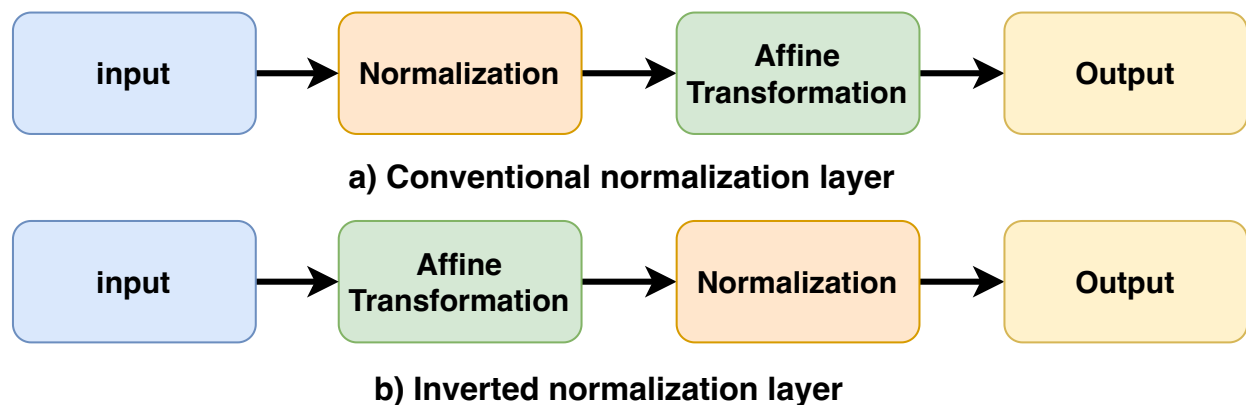 input
Normalization
Affine
Transformation
Output
a) Conventional normalization layer
input
Affine
Transformation
Normalization
Output
b) Inverted normalization layer